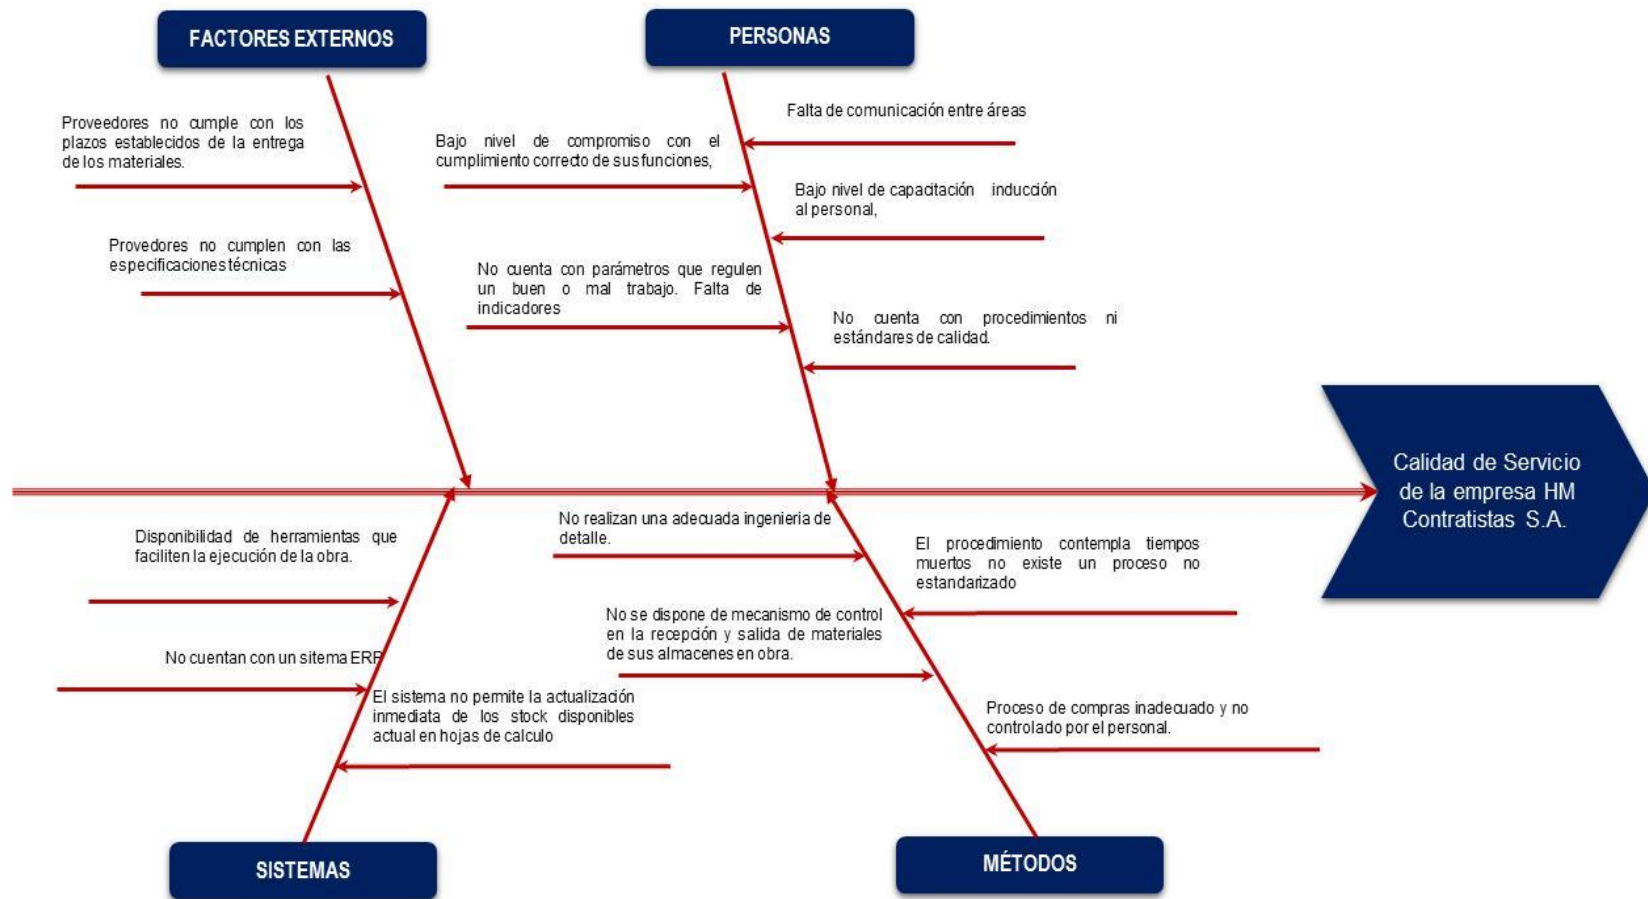 FACTORES EXTERNOS
PERSONAS
Proveedores no cumple con los
plazos establecidos de la entrega
de los materiales.
Provedores no cumplen con las
especificaciones técnicas
Bajo nivel de compromiso con el
cumplimiento correcto de sus funciones,
No cuenta con parámetros que regulen
un buen o mal trabajo. Falta de
indicadores
Falta de comunicación entre áreas
Bajo nivel de capacitación inducción
al personal,
No cuenta con procedimientos ni
estándares de calidad.
Calidad de Servicio
de la empresa HM
Contratistas S.A.
Disponibilidad de herramientas que
faciliten la ejecución de la obra.
No cuentan con un sitema ERP
El sistema no permite la actualización
inmediata de los stock disponibles
actual en hojas de calculo
No realizan una adecuada ingenieria de
detalle.
No se dispone de mecanismo de control
en la recepción y salida de materiales
de sus almacenes en obra.
El procedimiento contempla tiempos
muertos no existe un proceso no
estandarizado
Proceso de compras inadecuado y no
controlado por el personal.
SISTEMAS
MÉTODOS